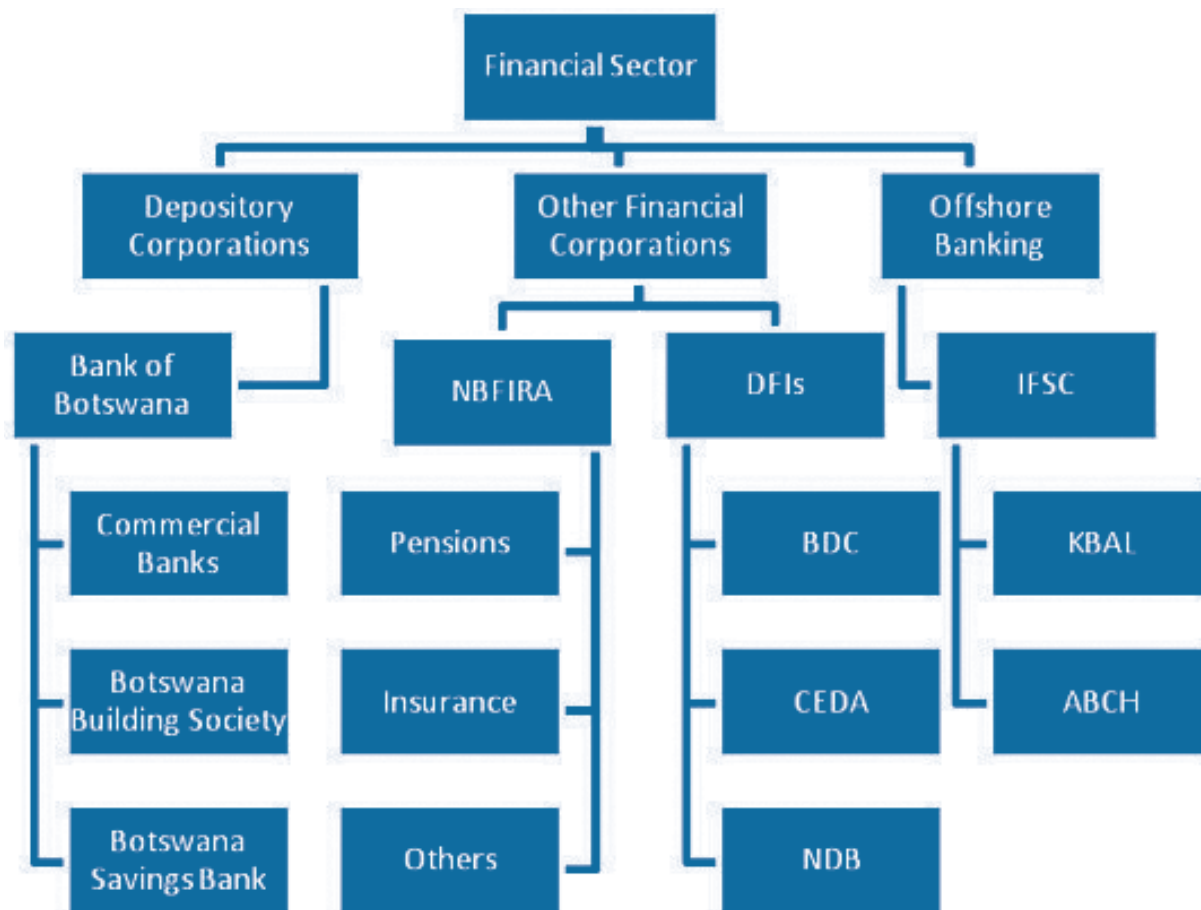 Financial Sector
Depository
Corporations
Other Financial
Corporations
Offshore
Banking
Bank of
Botswana
NBFIRA
DFIs
IFSC
Commercial
Banks
Pensions
BDC
KBAL
Botswana
Building Society
Insurance
CEDA
ABCH
Botswana
Savings Bank
Others
NDB